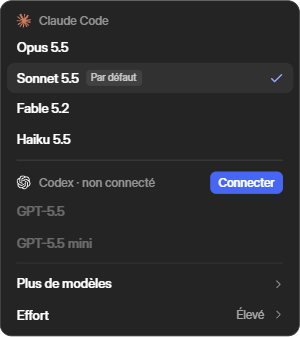 Claude Code
Opus 5.5
Sonnet 5.5 Par défaut
Fable 5.2
Haiku 5.5
Codex · non connecté Connecter
GPT-5.5
GPT-5.5 mini
Plus de modèles
Effort Élevé